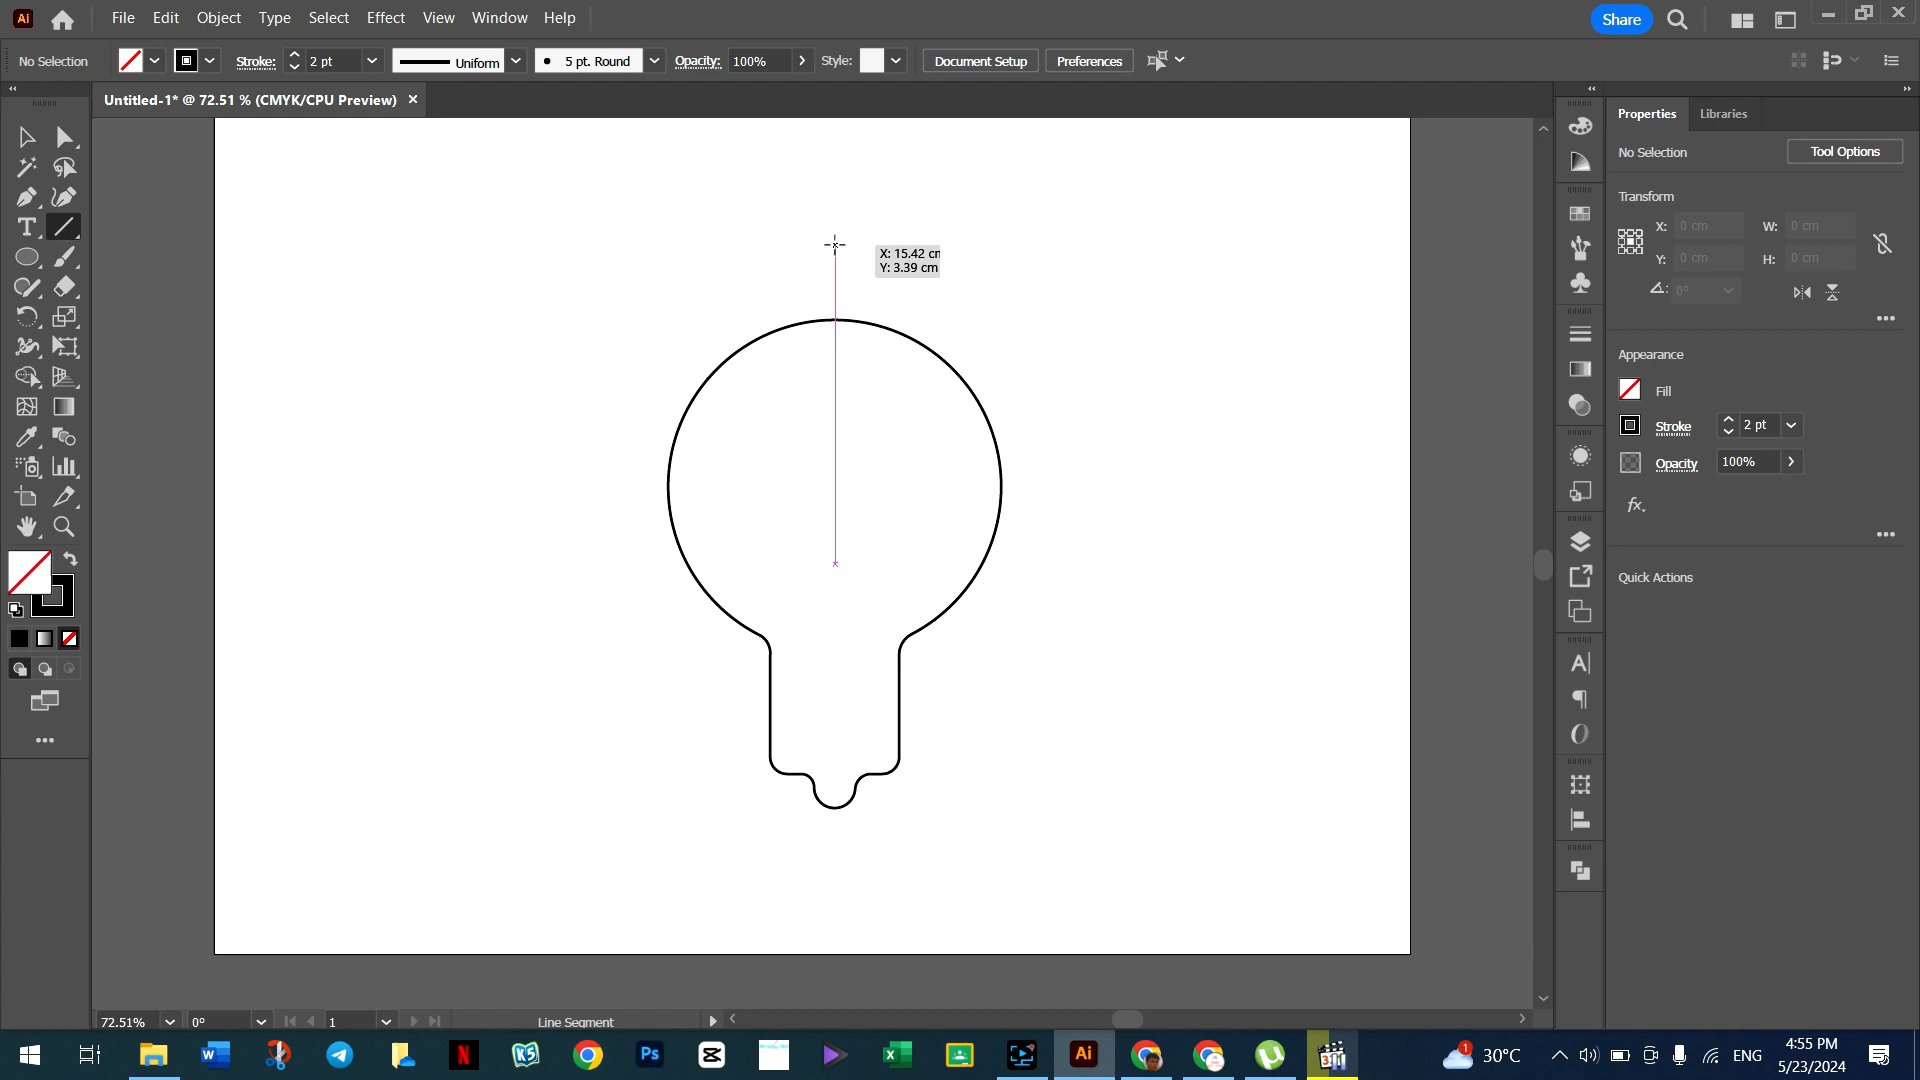 Ai File Edit Object Type Select Effect View Window Help Share
No Selection Stroke: 2 pt Uniform 5 pt. Round Opacity: 100% Style: Document Setup Preferences
Untitled-1* @ 72.51 % (CMYK/CPU Preview)
Properties Libraries
No Selection Tool Options
Transform
X: 0 cm W: 0 cm
Y: 0 cm H: 0 cm
0°
Appearance
Fill
Stroke 2 pt
Opacity 100%
fx.
Quick Actions
X: 15.42 cm
Y: 3.39 cm
72.51% 0° 1 Line Segment
1 30°C ENG 4:55 PM
5/23/2024